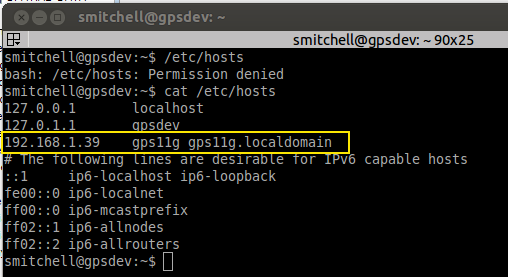 smitchell@gpsdev: ~
smitchell@gpsdev: ~ 90x25
smitchell@gpsdev:~$ /etc/hosts
bash: /etc/hosts: Permission denied
smitchell@gpsdev:~$ cat /etc/hosts
127.0.0.1 localhost
127.0.1.1 gpsdev
192.168.1.39 gps11g gps11g.localdomain
# The following lines are desirable for IPv6 capable hosts
::1 ip6-localhost ip6-loopback
fe00::0 ip6-localnet
ff00::0 ip6-mcastprefix
ff02::1 ip6-allnodes
ff02::2 ip6-allrouters
smitchell@gpsdev:~$